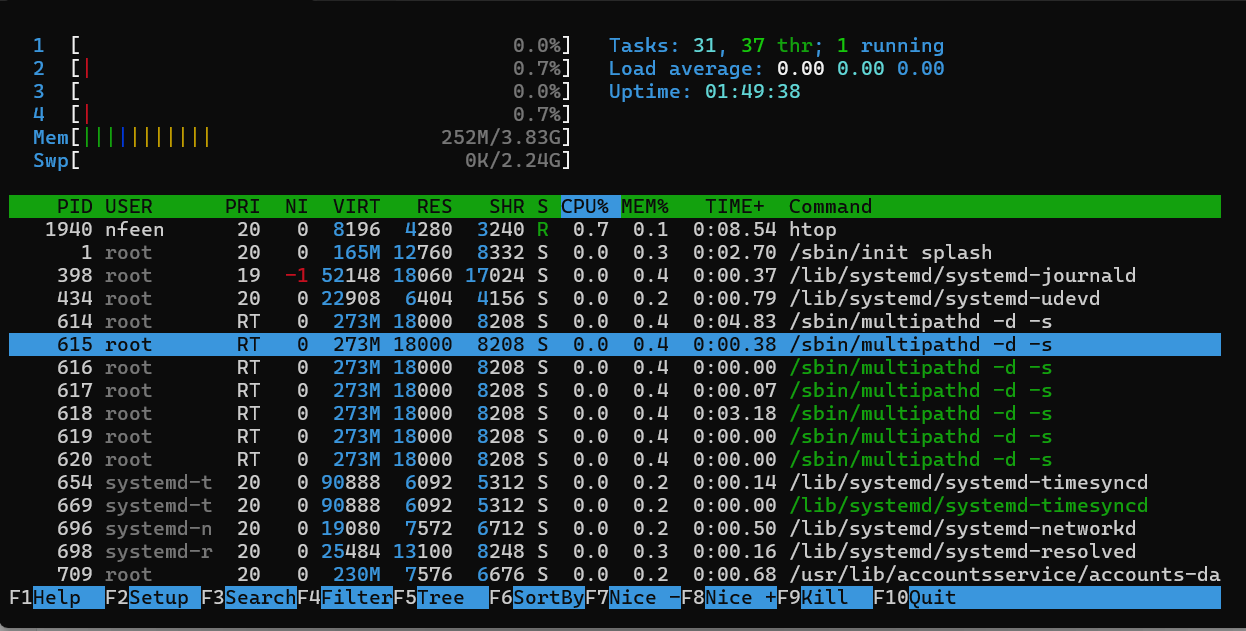 1 [ 0.0%] Tasks: 31, 37 thr; 1 running
2 [| 0.7%] Load average: 0.00 0.00 0.00
3 [ 0.0%] Uptime: 01:49:38
4 [| 0.7%]
Mem[||||||||||| 252M/3.83G]
Swp[ 0K/2.24G]
PID USER PRI NI VIRT RES SHR S CPU% MEM% TIME+ Command
1940 nfeen 20 0 8196 4280 3240 R 0.7 0.1 0:08.54 htop
1 root 20 0 165M 12760 8332 S 0.0 0.3 0:02.70 /sbin/init splash
398 root 19 -1 52148 18060 17024 S 0.0 0.4 0:00.37 /lib/systemd/systemd-journald
434 root 20 0 22908 6404 4156 S 0.0 0.2 0:00.79 /lib/systemd/systemd-udevd
614 root RT 0 273M 18000 8208 S 0.0 0.4 0:04.83 /sbin/multipathd -d -s
615 root RT 0 273M 18000 8208 S 0.0 0.4 0:00.38 /sbin/multipathd -d -s
616 root RT 0 273M 18000 8208 S 0.0 0.4 0:00.00 /sbin/multipathd -d -s
617 root RT 0 273M 18000 8208 S 0.0 0.4 0:00.07 /sbin/multipathd -d -s
618 root RT 0 273M 18000 8208 S 0.0 0.4 0:03.18 /sbin/multipathd -d -s
619 root RT 0 273M 18000 8208 S 0.0 0.4 0:00.00 /sbin/multipathd -d -s
620 root RT 0 273M 18000 8208 S 0.0 0.4 0:00.00 /sbin/multipathd -d -s
654 systemd-t 20 0 90888 6092 5312 S 0.0 0.2 0:00.14 /lib/systemd/systemd-timesyncd
669 systemd-t 20 0 90888 6092 5312 S 0.0 0.2 0:00.00 /lib/systemd/systemd-timesyncd
696 systemd-n 20 0 19080 7572 6712 S 0.0 0.2 0:00.50 /lib/systemd/systemd-networkd
698 systemd-r 20 0 25484 13100 8248 S 0.0 0.3 0:00.16 /lib/systemd/systemd-resolved
709 root 20 0 230M 7576 6676 S 0.0 0.2 0:00.68 /usr/lib/accountsservice/accounts-da
F1Help F2Setup F3SearchF4FilterF5Tree F6SortByF7Nice -F8Nice +F9Kill F10Quit